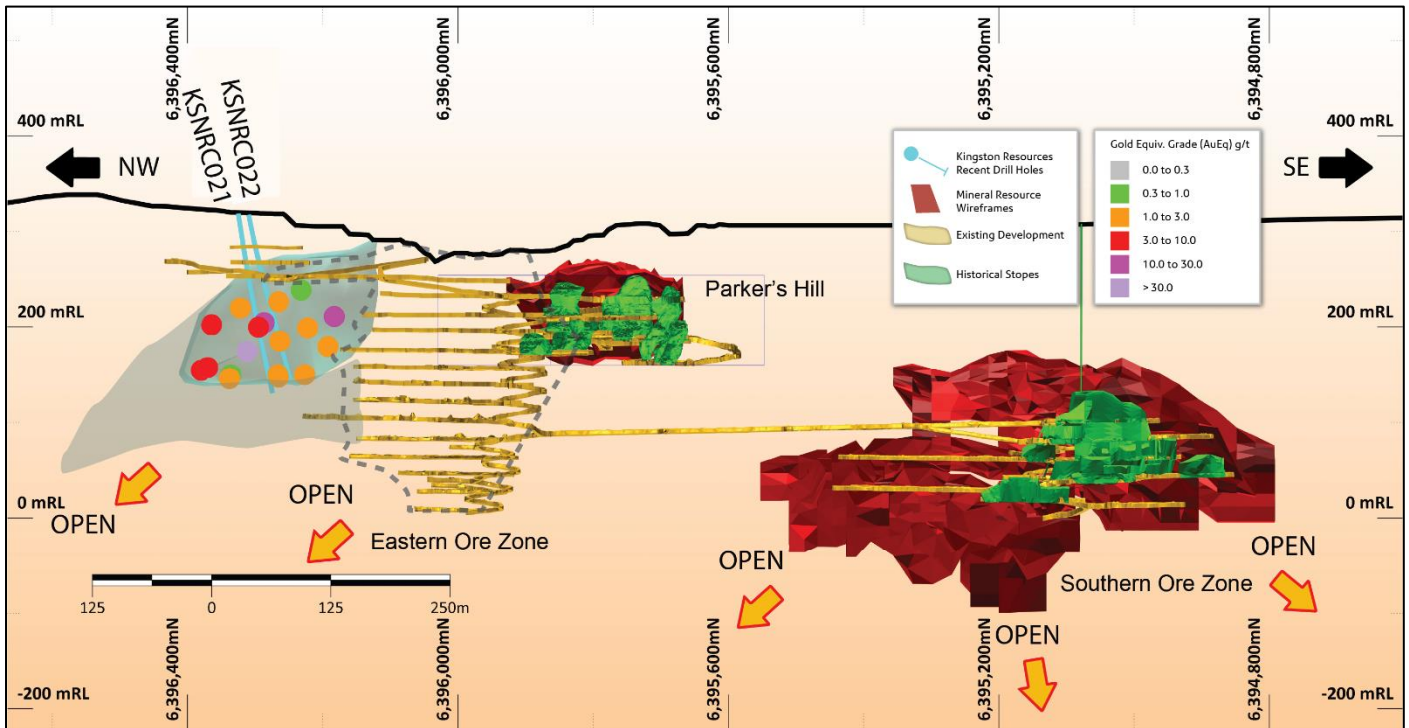 6,396,400mN
6,396,000mN
6,395,600mN
6,395,200mN
6,394,800mN
400 mRL
400 mRL
NW
SE
KSNRC021
KSNRC022
Kingston Resources
Recent Drill Holes
Mineral Resource
Wireframes
Existing Development
Historical Stopes
Gold Equiv. Grade (AuEq) g/t
0.0 to 0.3
0.3 to 1.0
1.0 to 3.0
3.0 to 10.0
10.0 to 30.0
> 30.0
Parker's Hill
200 mRL
200 mRL
0 mRL
0 mRL
OPEN
OPEN
Eastern Ore Zone
OPEN
OPEN
Southern Ore Zone
OPEN
125
0
125
250m
6,396,400mN
6,396,000mN
6,395,600mN
6,395,200mN
6,394,800mN
-200 mRL
-200 mRL